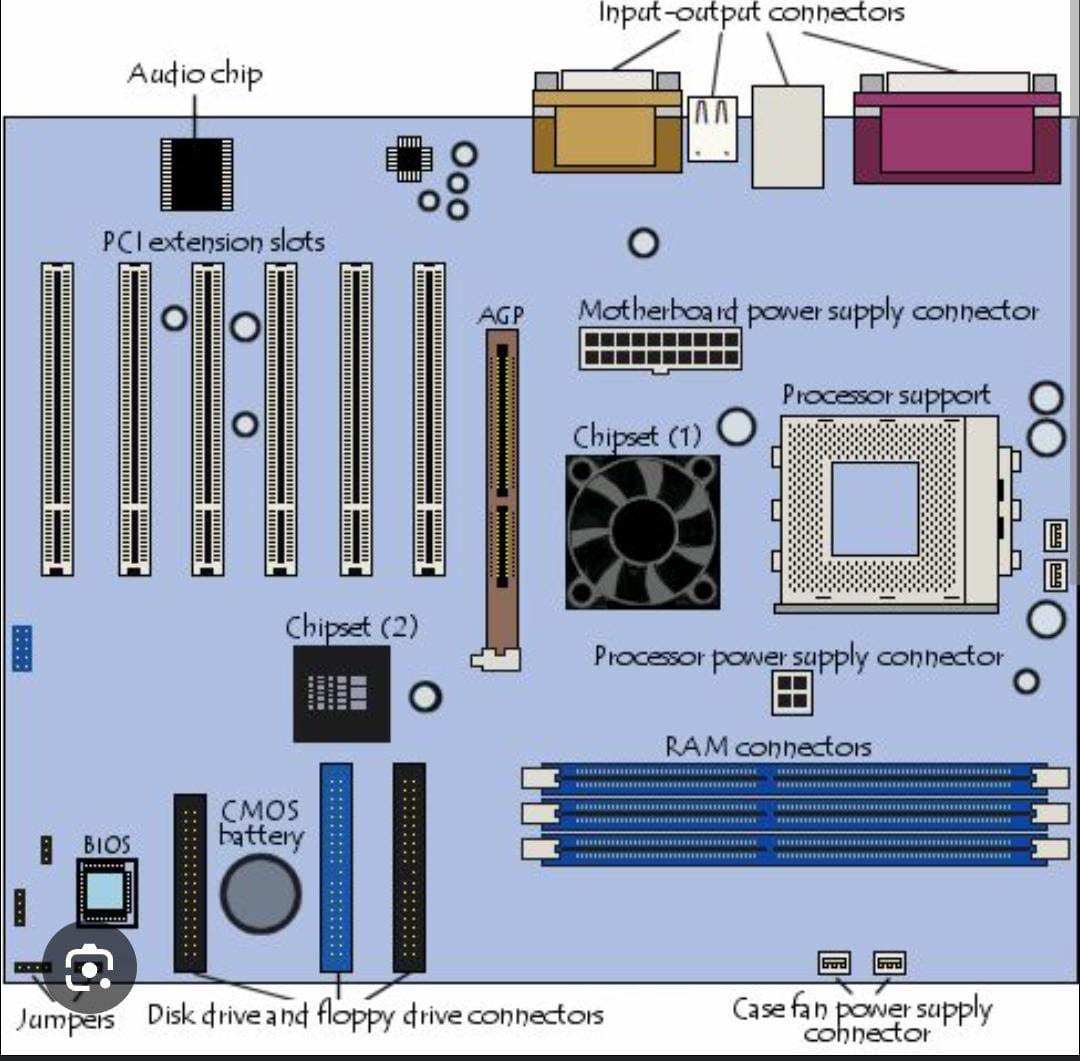 Input-output connectors
Audio chip
PCI extension slots
AGP
Motherboard power supply connector
Processor support
Chipset (1)
Chipset (2)
Processor power supply connector
RAM connectors
CMOS
battery
BIOS
Jumpers
Disk drive and floppy drive connectors
Case fan power supply
connector